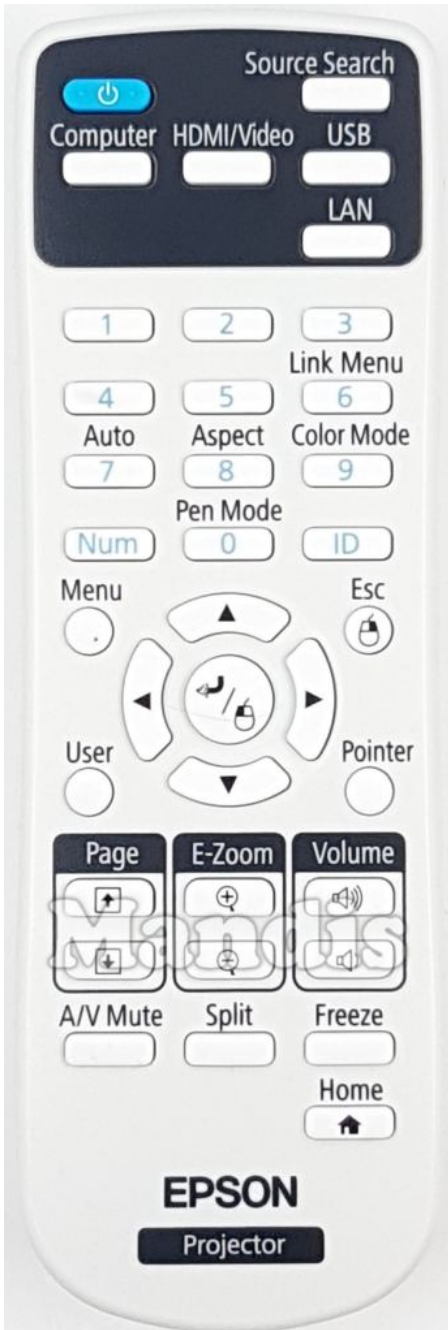 Source Search
Computer HDMI/Video USB
LAN
1 2 3
Link Menu
4 5 6
Auto Aspect Color Mode
7 8 9
Pen Mode
Num 0 ID
Menu Esc
User Pointer
Page E-Zoom Volume
Mandis
A/V Mute Split Freeze
Home
EPSON
Projector